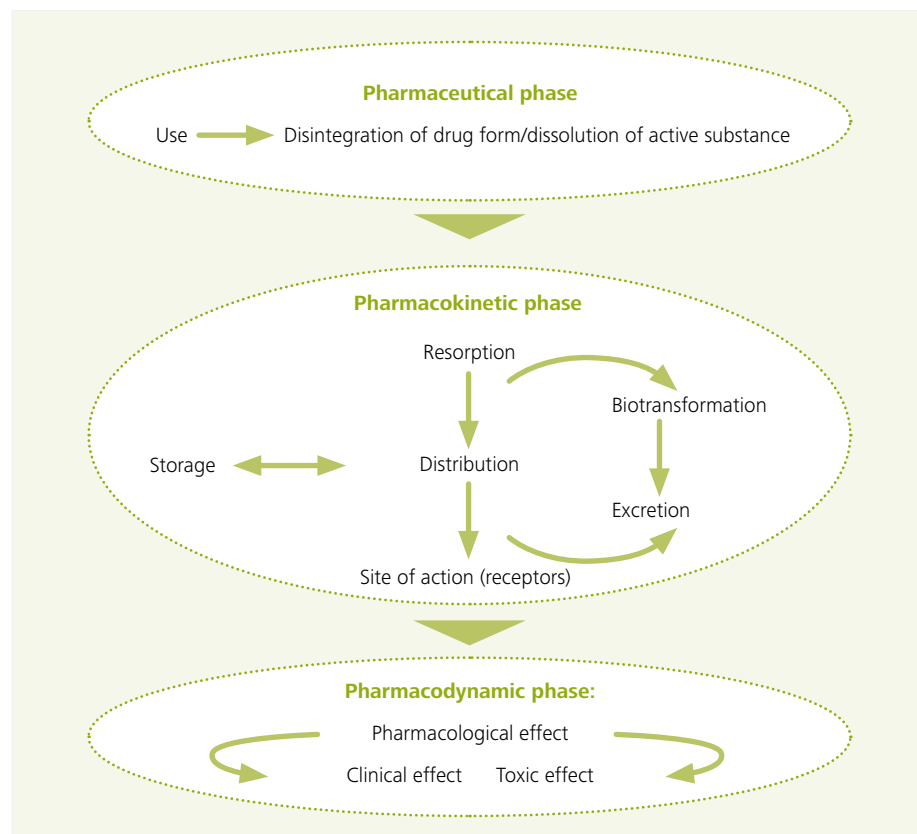 Pharmaceutical phase
Use Disintegration of drug form/dissolution of active substance
Pharmacokinetic phase
Resorption
Biotransformation
Storage Distribution
Excretion
Site of action (receptors)
Pharmacodynamic phase:
Pharmacological effect
Clinical effect Toxic effect